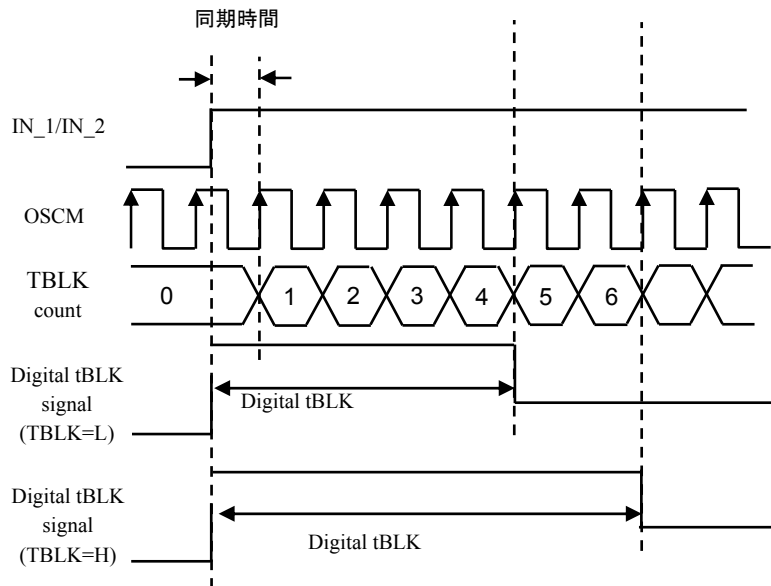 同期時間
IN_1/IN_2
OSCM
TBLK
count
0 1 2 3 4 5 6
Digital tBLK
signal
(TBLK=L)
Digital tBLK
Digital tBLK
signal
(TBLK=H)
Digital tBLK